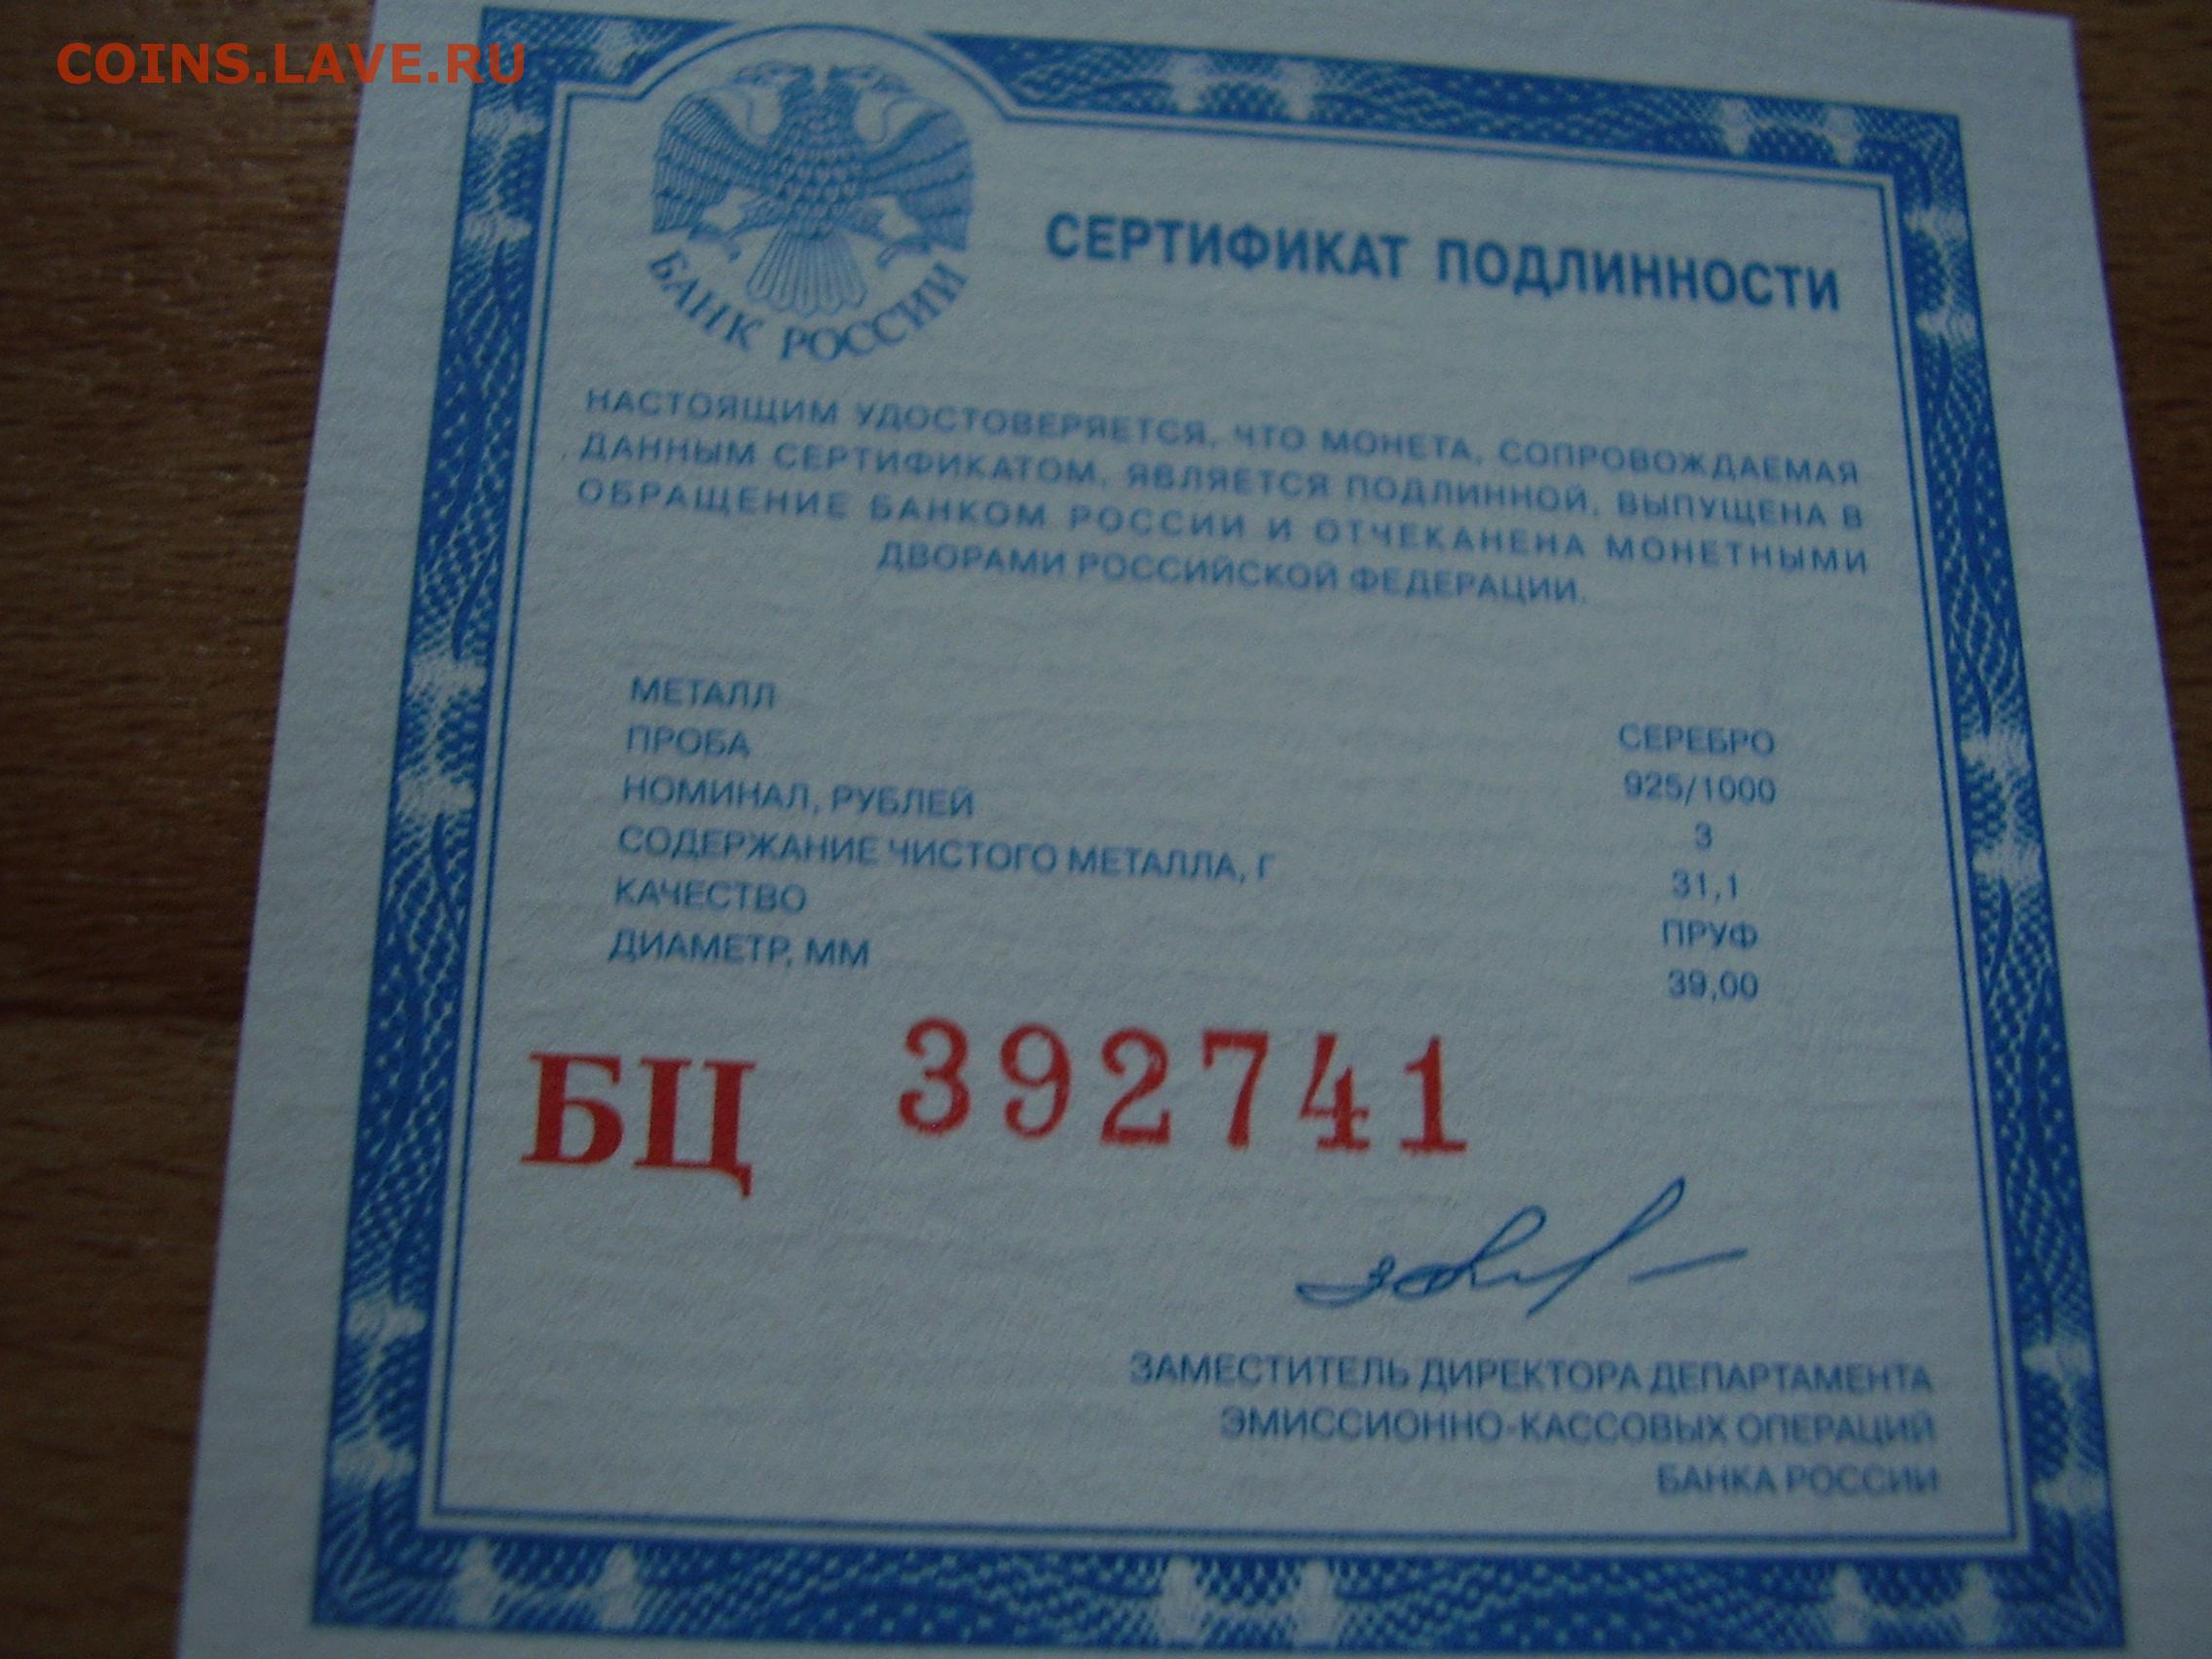 COINS.LAVE.RU
БАНК РОССИИ
СЕРТИФИКАТ ПОДЛИННОСТИ
НАСТОЯЩИМ УДОСТОВЕРЯЕТСЯ, ЧТО МОНЕТА, СОПРОВОЖДАЕМАЯ
ДАННЫМ СЕРТИФИКАТОМ, ЯВЛЯЕТСЯ ПОДЛИННОЙ, ВЫПУЩЕНА В
ОБРАЩЕНИЕ БАНКОМ РОССИИ И ОТЧЕКАНЕНА МОНЕТНЫМИ
ДВОРАМИ РОССИЙСКОЙ ФЕДЕРАЦИИ.
МЕТАЛЛ СЕРЕБРО
ПРОБА 925/1000
НОМИНАЛ, РУБЛЕЙ 3
СОДЕРЖАНИЕ ЧИСТОГО МЕТАЛЛА, Г 31,1
КАЧЕСТВО ПРУФ
ДИАМЕТР, ММ 39,00
БЦ 392741
ЗАМЕСТИТЕЛЬ ДИРЕКТОРА ДЕПАРТАМЕНТА
ЭМИССИОННО-КАССОВЫХ ОПЕРАЦИЙ
БАНКА РОССИИ